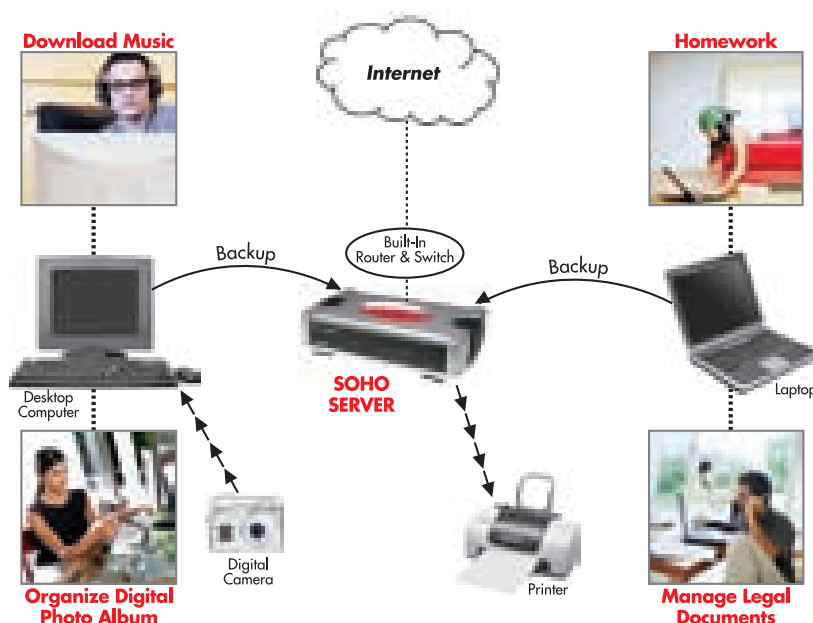 Download Music
Internet
Homework
Built-In
Router & Switch
Backup
Backup
SOHO
SERVER
Desktop
Computer
Laptop
Digital
Camera
Printer
Organize Digital
Photo Album
Manage Legal
Documents